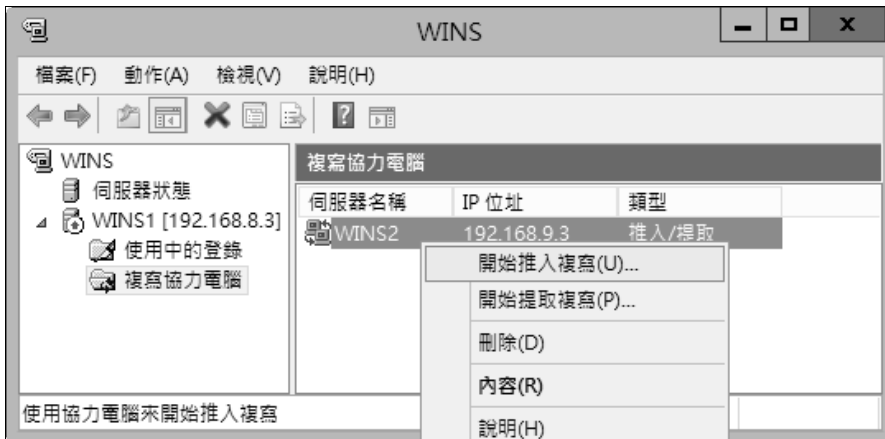 WINS
檔案(F) 動作(A) 檢視(V) 說明(H)
WINS
伺服器狀態
WINS1 [192.168.8.3]
使用中的登錄
複寫協力電腦
複寫協力電腦
伺服器名稱 IP 位址 類型
WINS2 192.168.9.3 推入/提取
開始推入複寫(U)...
開始提取複寫(P)...
刪除(D)
內容(R)
說明(H)
使用協力電腦來開始推入複寫